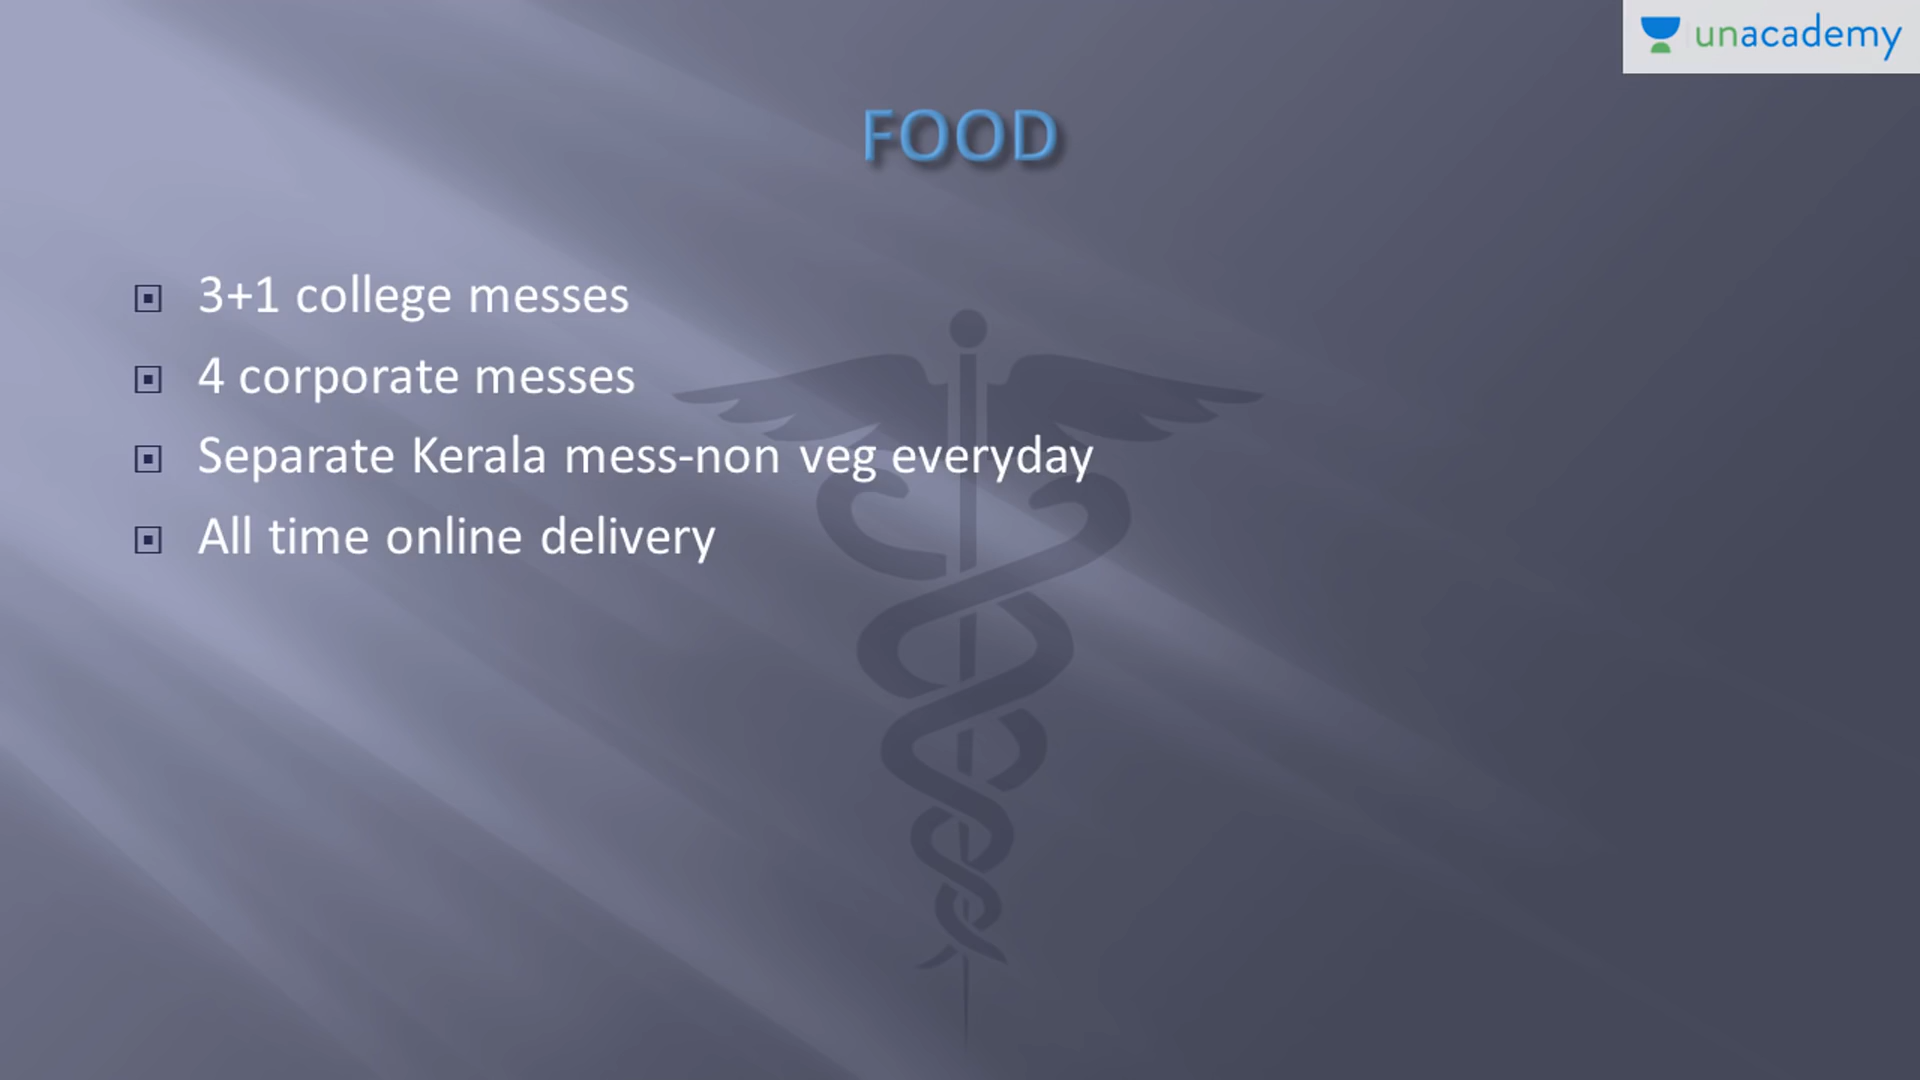 unacademy
FOOD
3+1 college messes
4 corporate messes
Separate Kerala mess-non veg everyday
All time online delivery